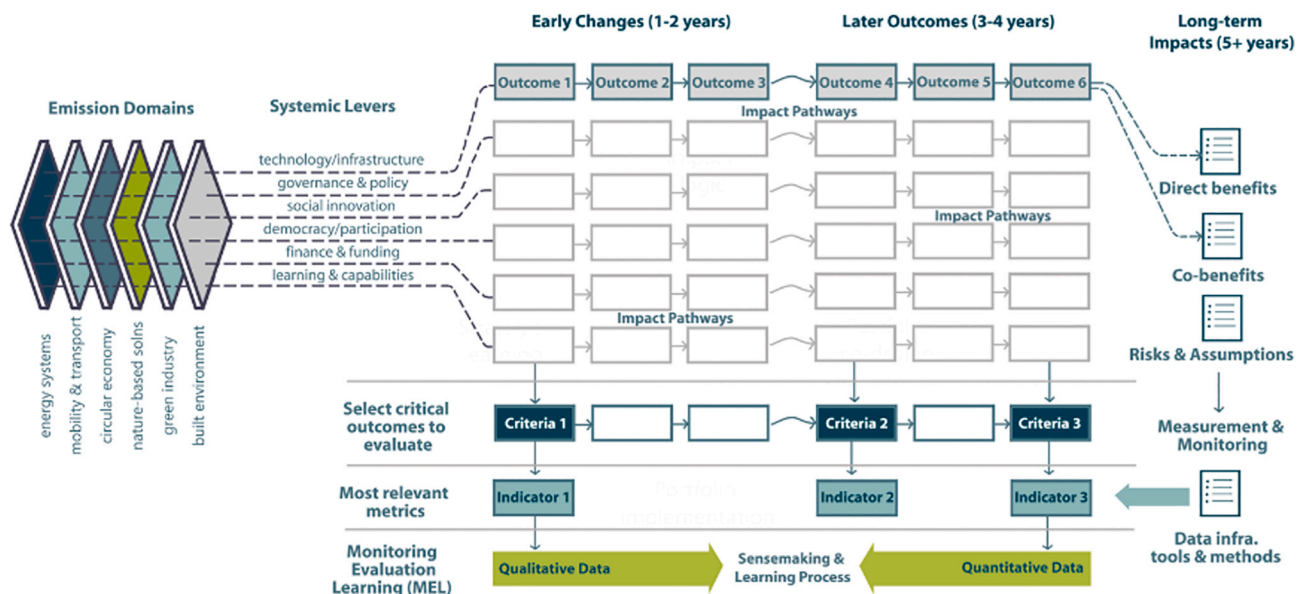 Early Changes (1-2 years)
Later Outcomes (3-4 years)
Long-term
Impacts (5+ years)
Emission Domains
Systemic Levers
Outcome 1
Outcome 2
Outcome 3
Outcome 4
Outcome 5
Outcome 6
Impact Pathways
technology/infrastructure
governance & policy
social innovation
democracy/participation
finance & funding
learning & capabilities
Impact Pathways
Impact Pathways
energy systems
mobility & transport
circular economy
nature-based solns
green industry
built environment
Direct benefits
Co-benefits
Risks & Assumptions
Measurement &
Monitoring
Data infra.
tools & methods
Select critical
outcomes to
evaluate
Criteria 1
Criteria 2
Criteria 3
Most relevant
metrics
Indicator 1
Indicator 2
Indicator 3
Portfolio
implementation
Monitoring
Evaluation
Learning (MEL)
Qualitative Data
Sensemaking &
Learning Process
Quantitative Data